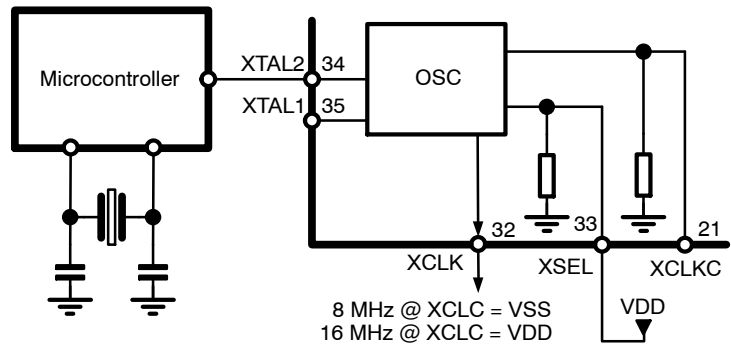 Microcontroller
XTAL2
34
OSC
XTAL1
35
32
33
21
XCLK
XSEL
XCLKC
8 MHz @ XCLC = VSS
16 MHz @ XCLC = VDD
VDD